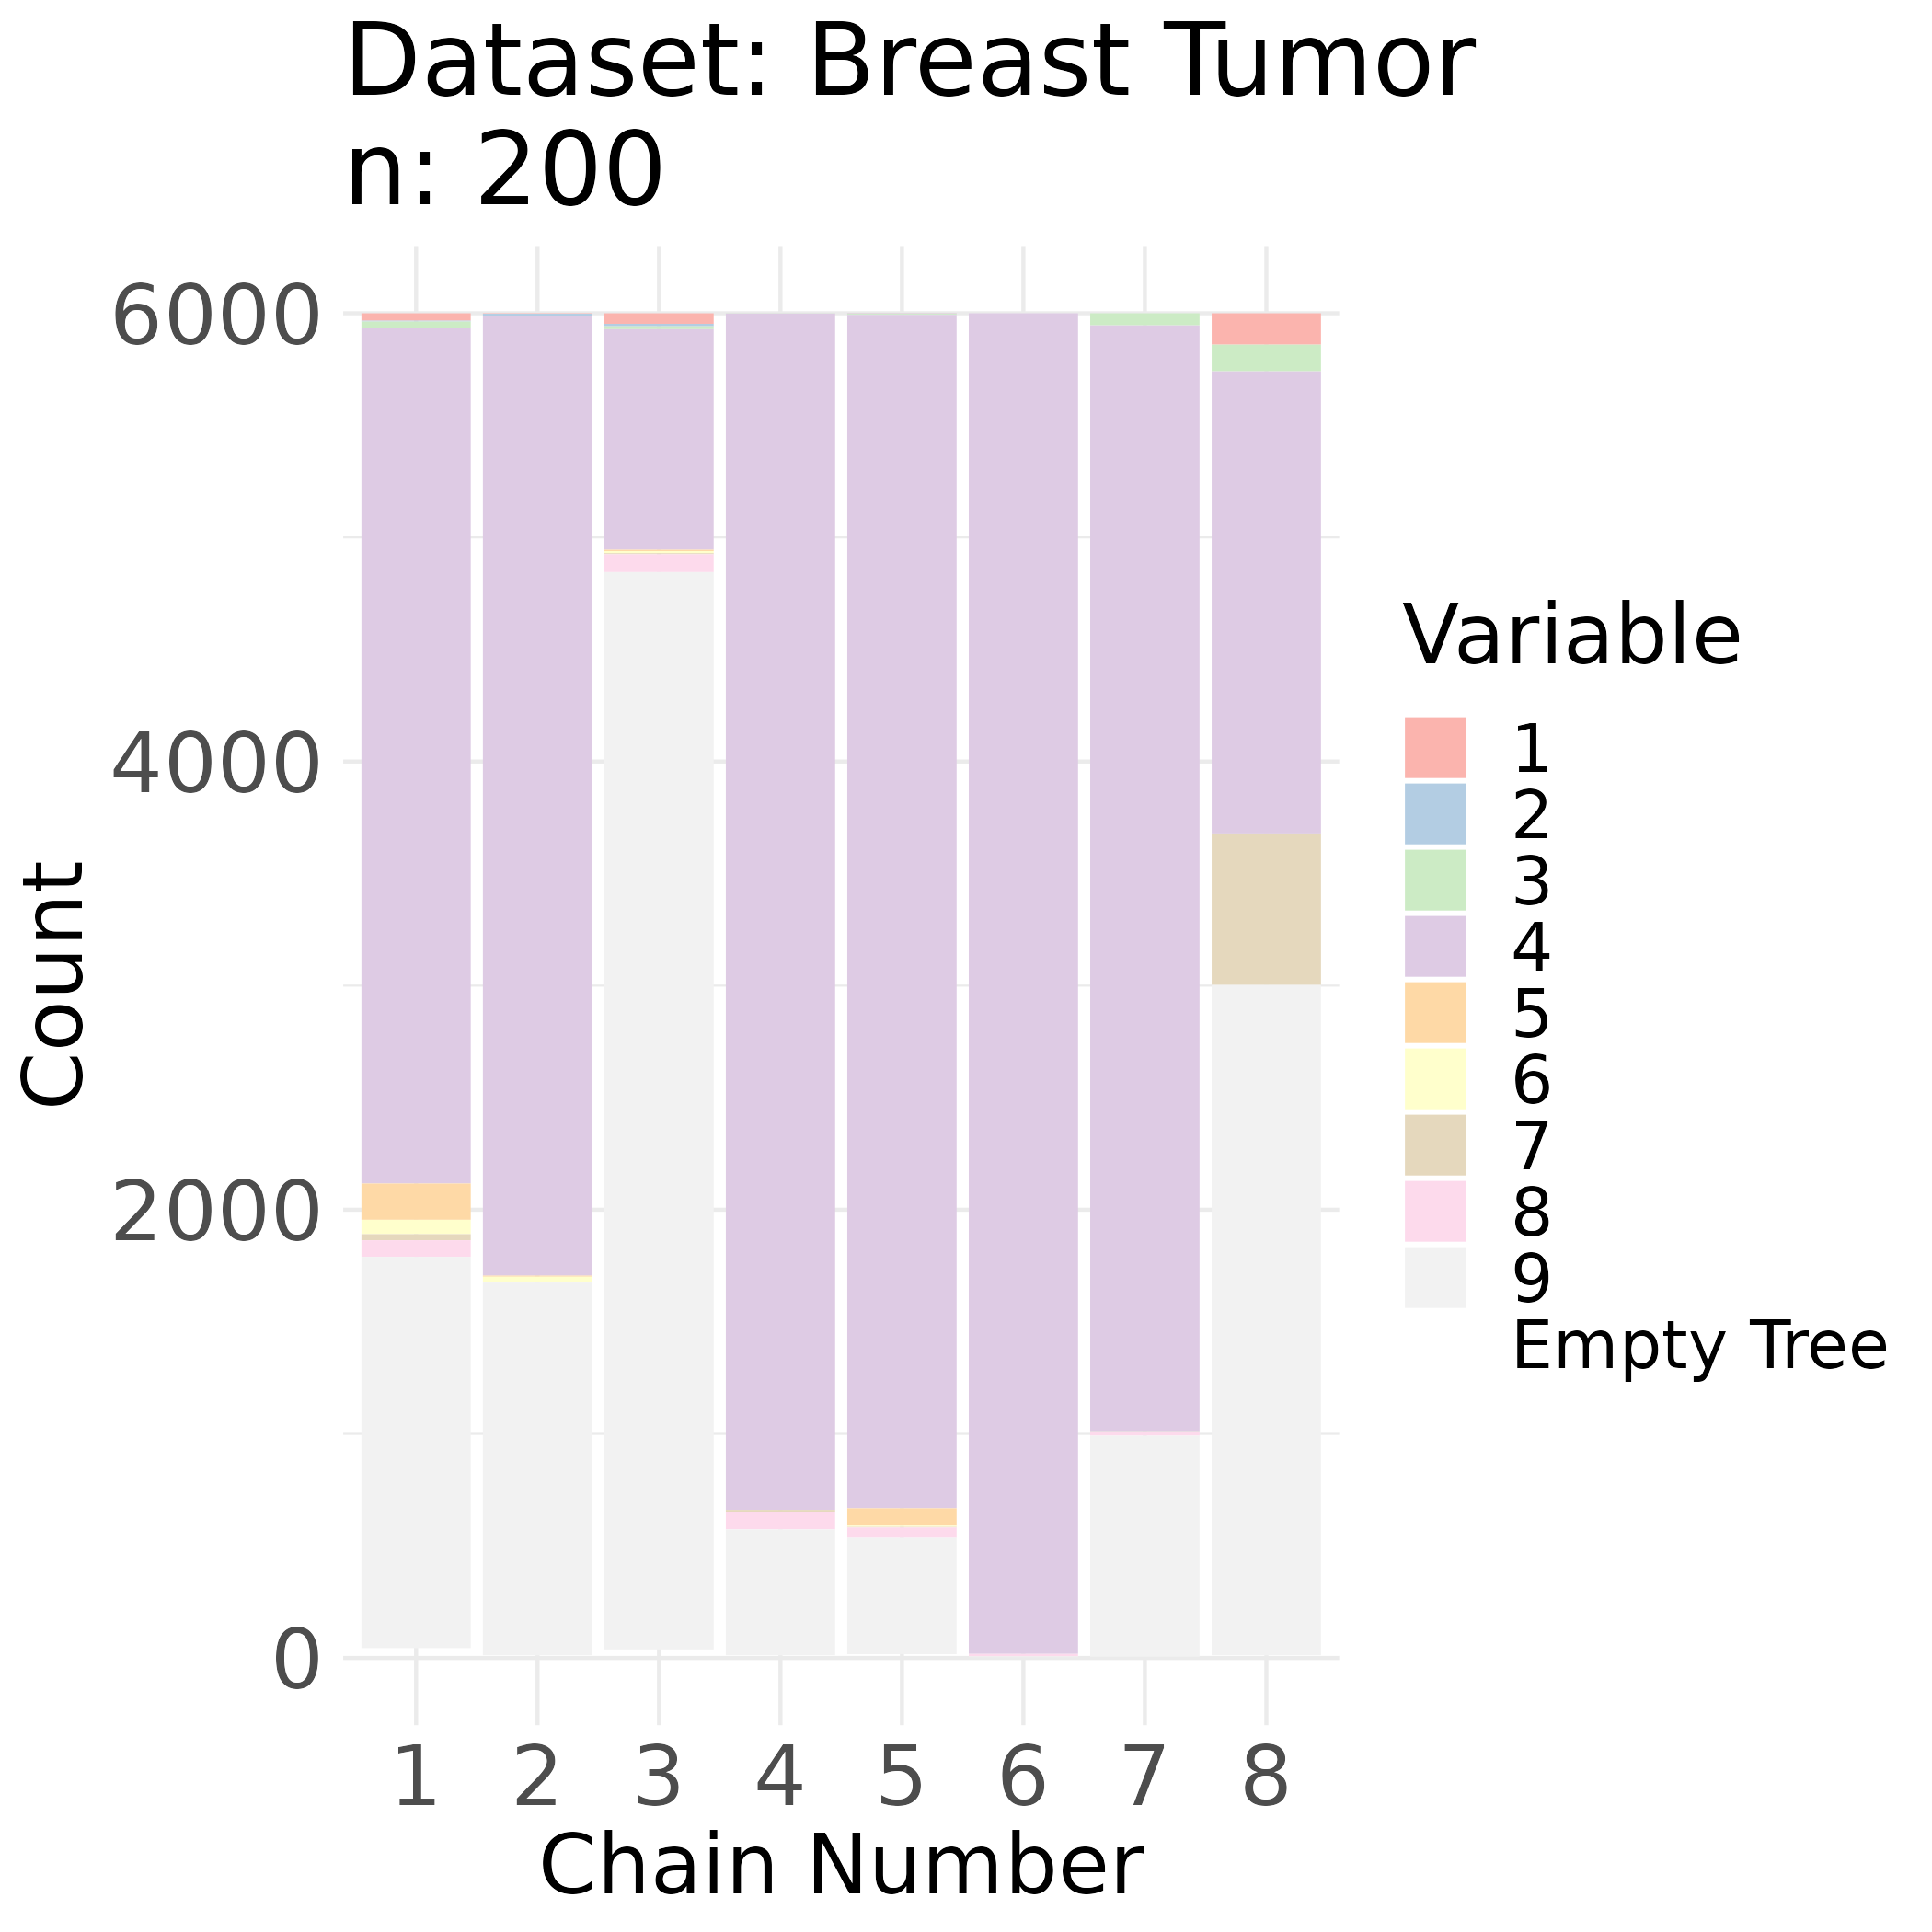 Dataset: Breast Tumor
n: 200
6000
4000
2000
0
Count
1 2 3 4 5 6 7 8
Chain Number
Variable
1
2
3
4
5
6
7
8
9
Empty Tree